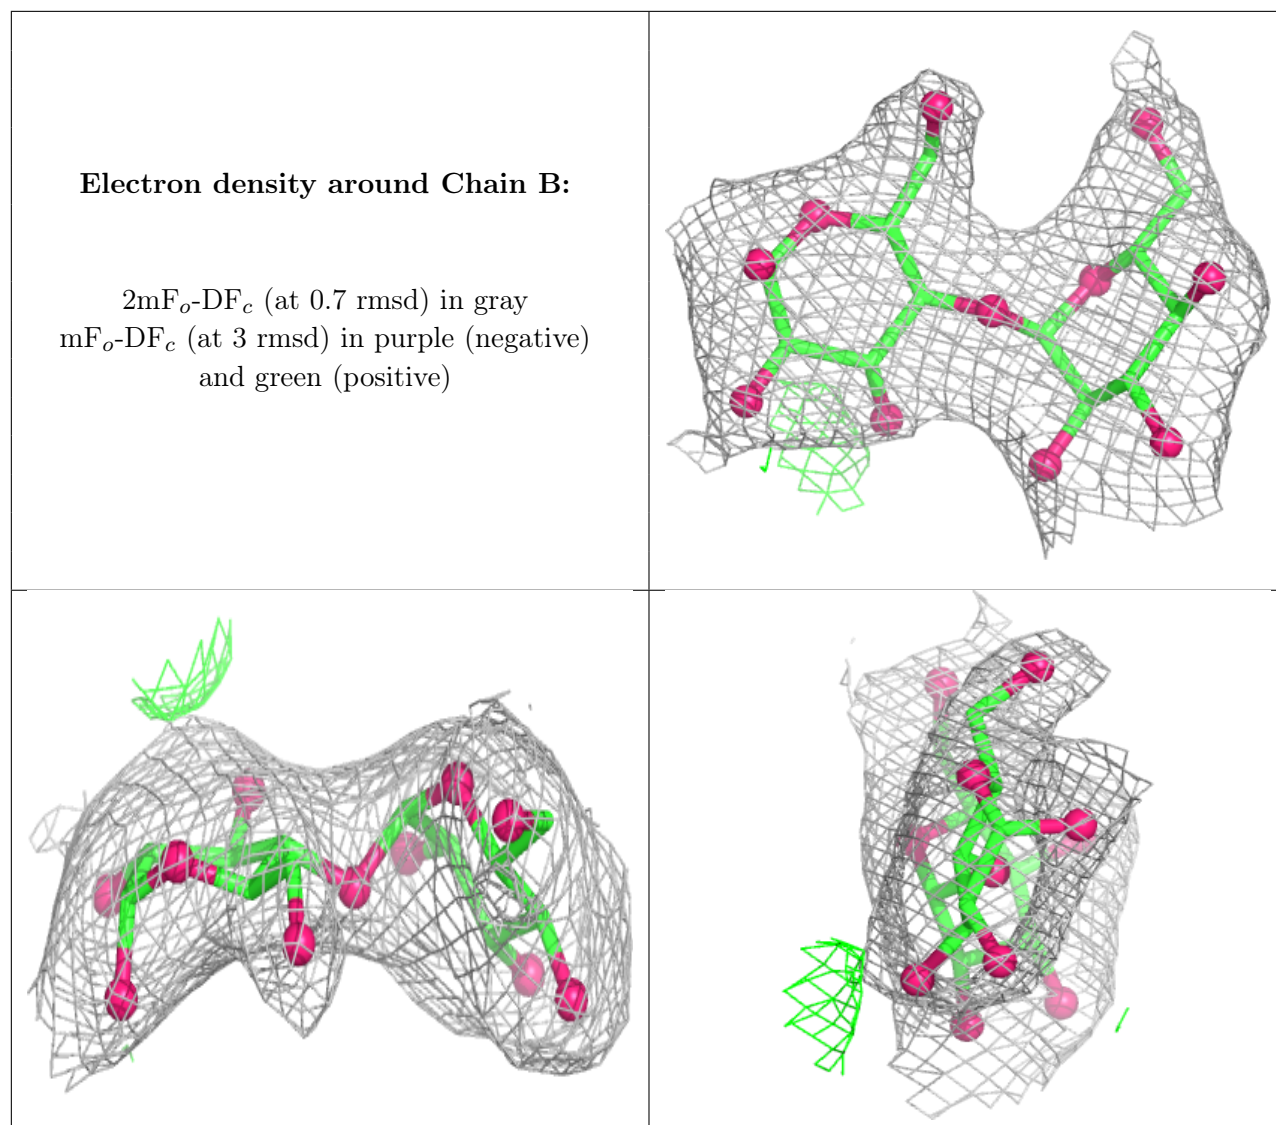 Electron density around Chain B:
2mFₒ-DF𝒸 (at 0.7 rmsd) in gray
mFₒ-DF𝒸 (at 3 rmsd) in purple (negative)
and green (positive)